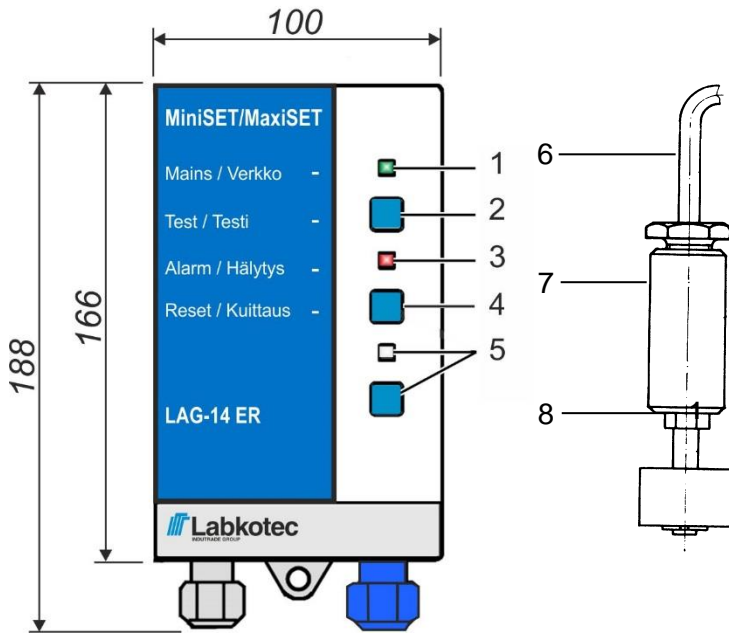 100
188
166
MiniSET/MaxiSET
Mains / Verkko -
Test / Testi -
Alarm / Hälytys -
Reset / Kuittaus -
LAG-14 ER
Labkotec
INDUTRADE GROUP
1
2
3
4
5
6
7
8
1